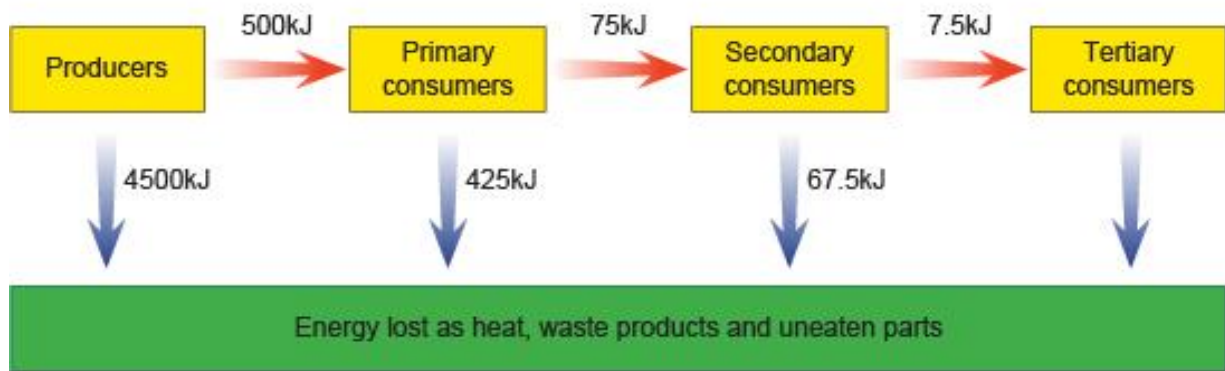 500kJ
75kJ
7.5kJ
Producers
Primary
consumers
Secondary
consumers
Tertiary
consumers
4500kJ
425kJ
67.5kJ
Energy lost as heat, waste products and uneaten parts